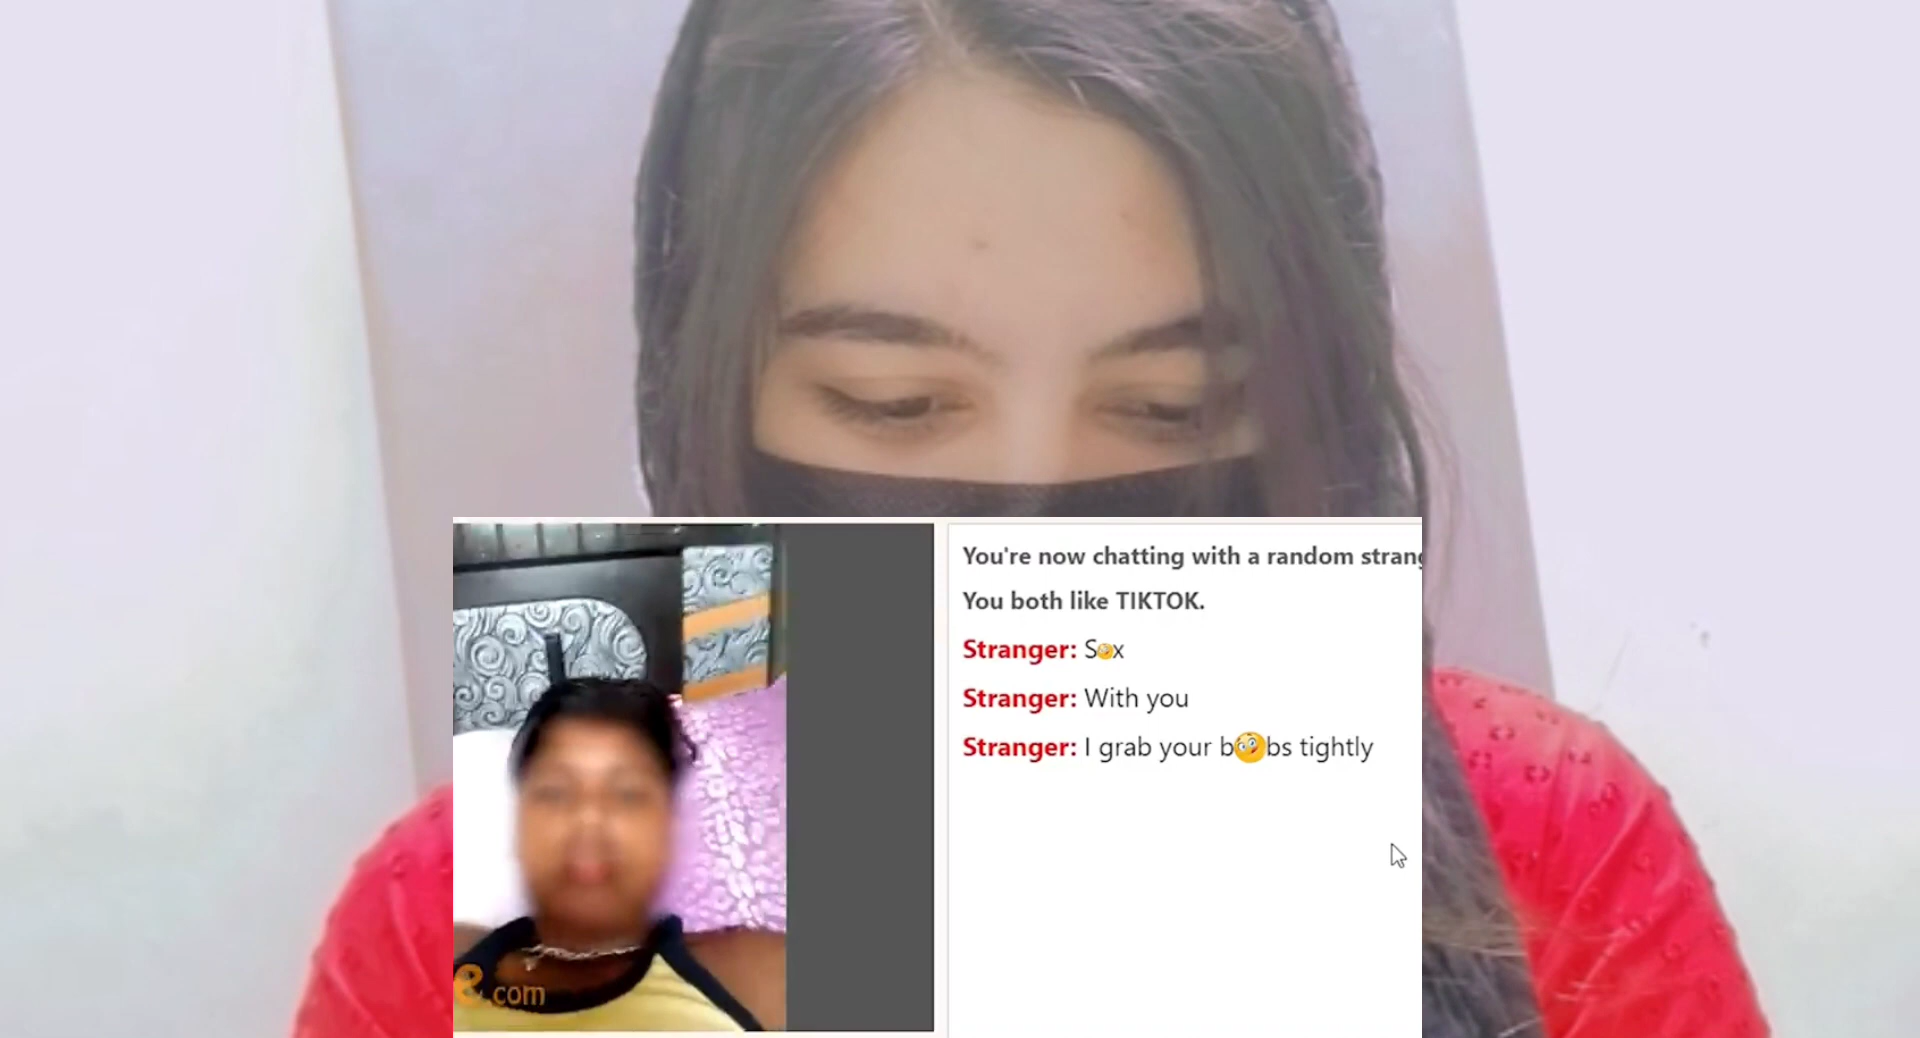 You're now chatting with a random strang
You both like TIKTOK.
Stranger: S😉x
Stranger: With you
Stranger: I grab your b🤪bs tightly
e.com